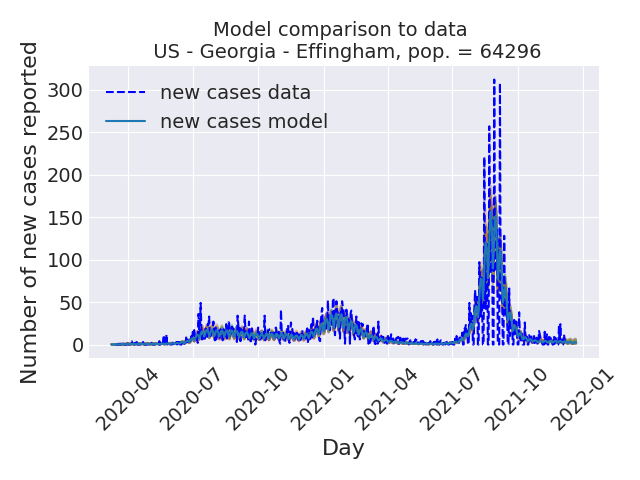 Model comparison to data
US - Georgia - Effingham, pop. = 64296
Number of new cases reported
300
250
200
150
100
50
0
new cases data
new cases model
2020-04
2020-07
2020-10
2021-01
2021-04
2021-07
2021-10
2022-01
Day